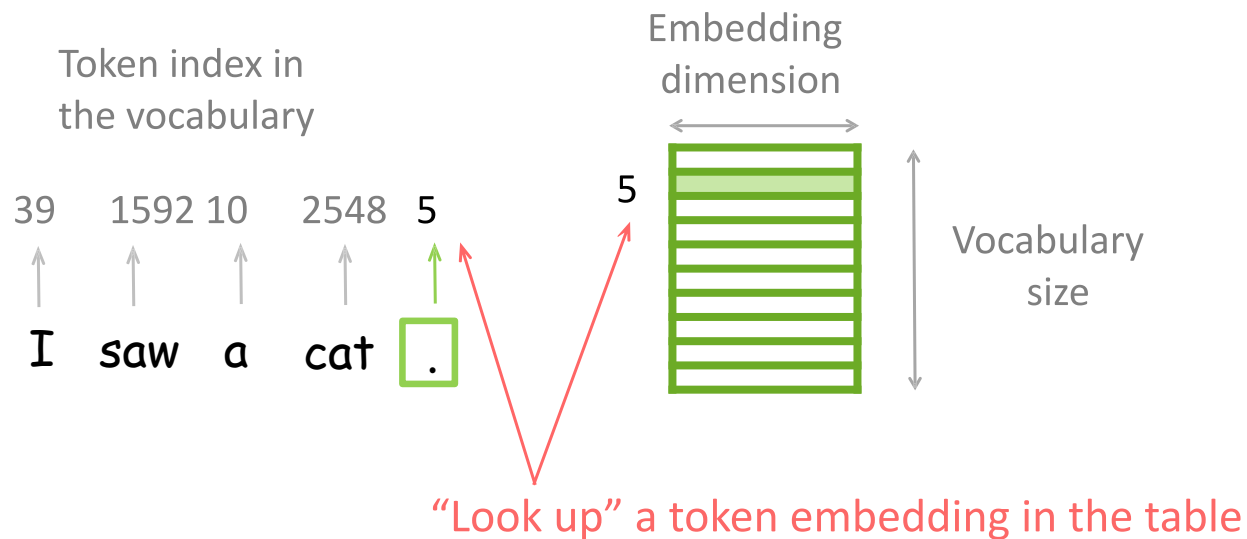 Token index in
the vocabulary
Embedding
dimension
39 1592 10 2548 5
5
I saw a cat .
Vocabulary
size
“Look up” a token embedding in the table